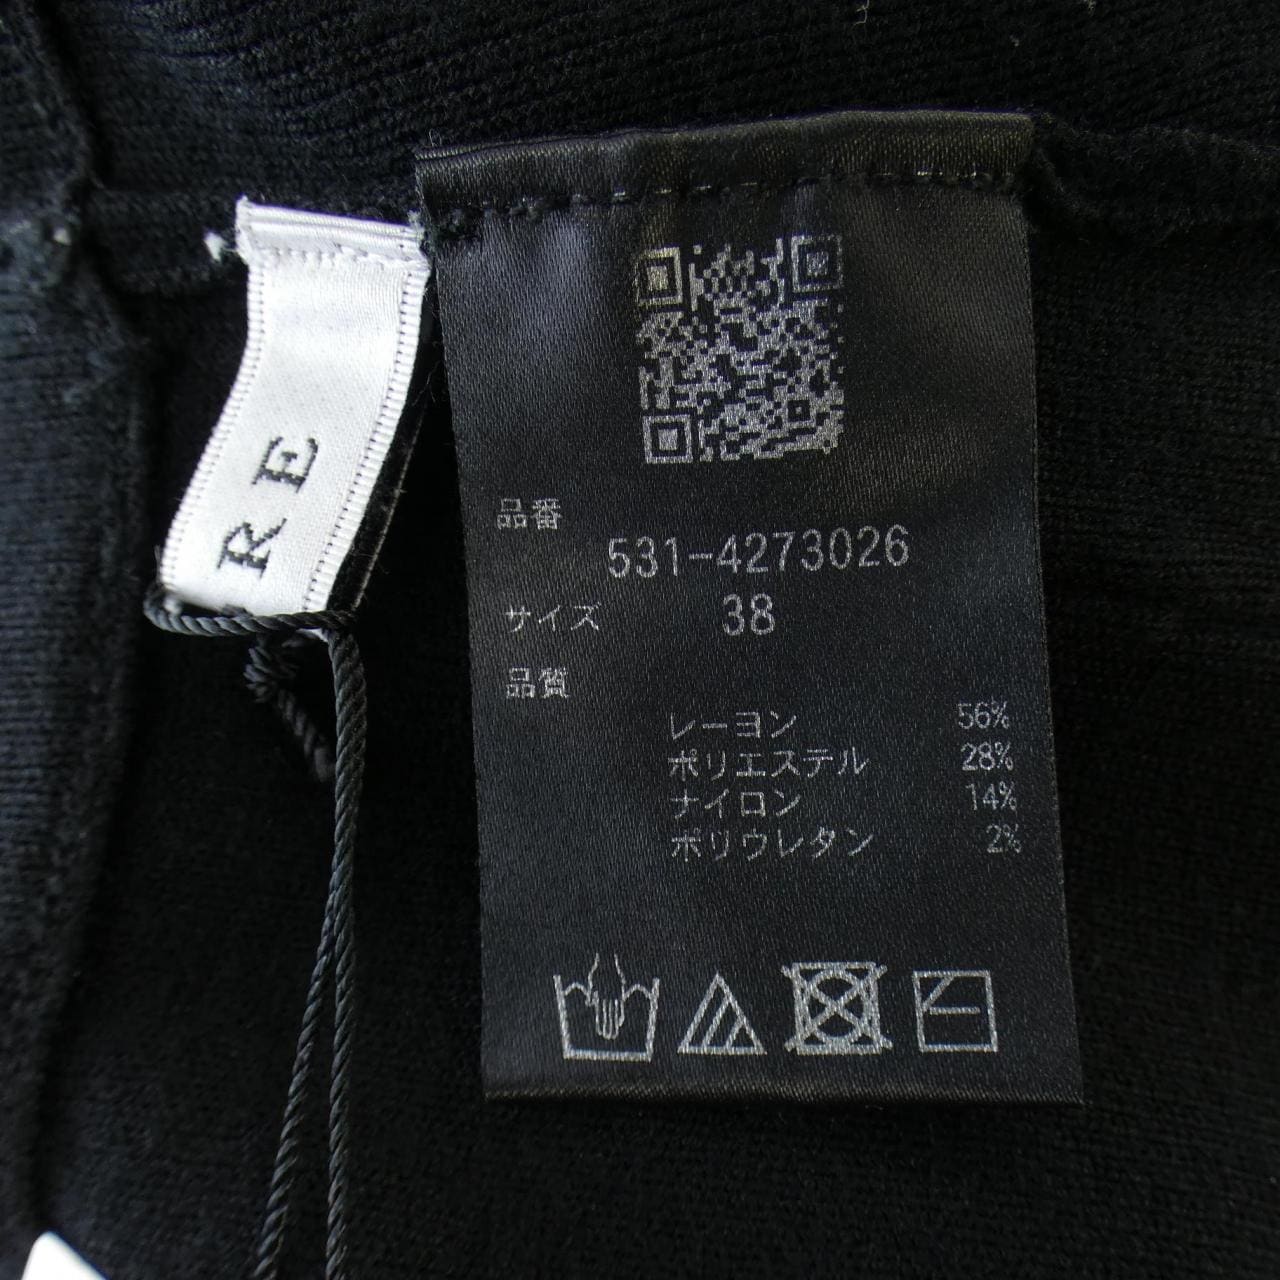 RE
品番
531-4273026
サイズ 38
品質
レーヨン 56%
ポリエステル 28%
ナイロン 14%
ポリウレタン 2%